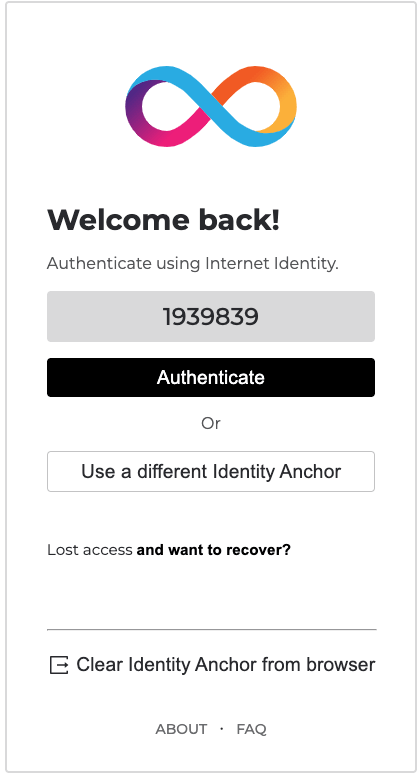 Welcome back!
Authenticate using Internet Identity.
1939839
Authenticate
Or
Use a different Identity Anchor
Lost access and want to recover?
Clear Identity Anchor from browser
ABOUT · FAQ